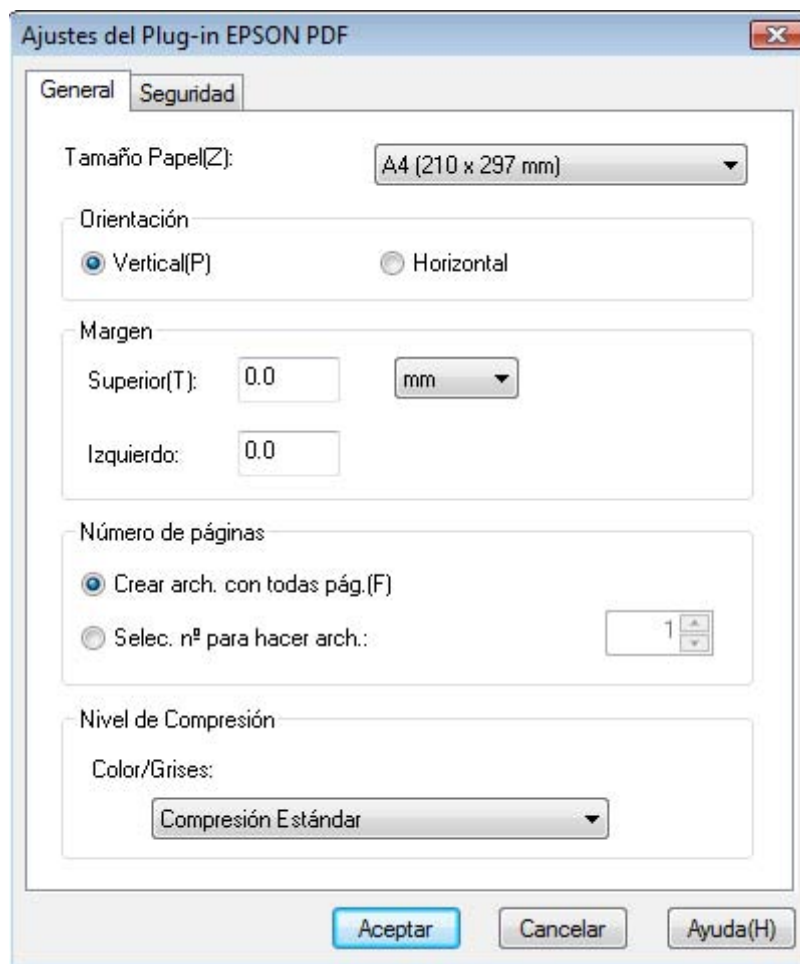 Ajustes del Plug-in EPSON PDF
General Seguridad
Tamaño Papel(Z): A4 (210 x 297 mm)
Orientación
Vertical(P) Horizontal
Margen
Superior(T): 0.0 mm
Izquierdo: 0.0
Número de páginas
Crear arch. con todas pág.(F)
Selec. nº para hacer arch.: 1
Nivel de Compresión
Color/Grises:
Compresión Estándar
Aceptar Cancelar Ayuda(H)